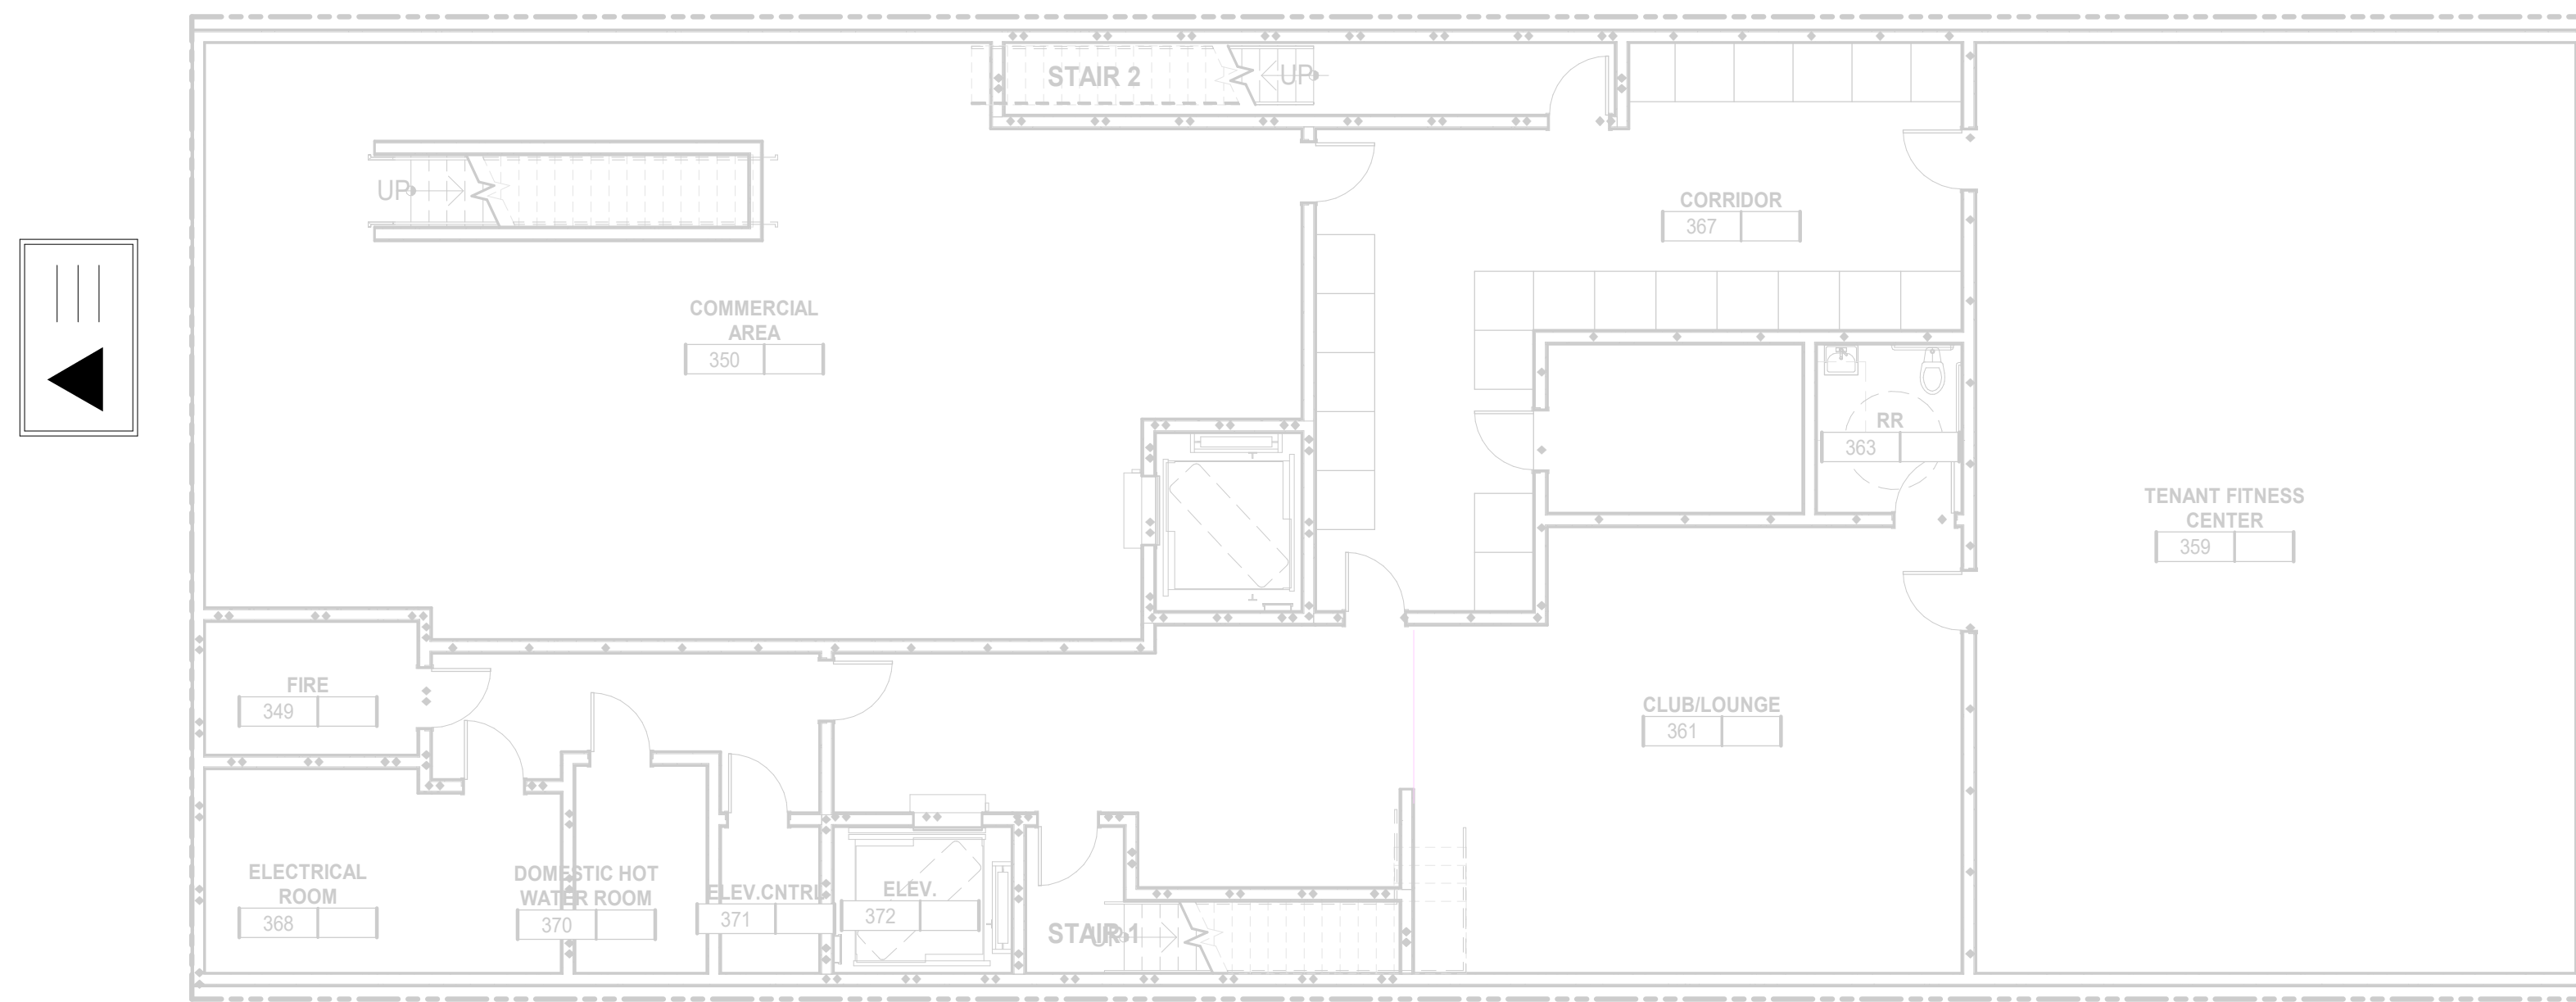 STAIR 2
UP
UP
CORRIDOR
367
COMMERCIAL
AREA
350
RR
363
TENANT FITNESS
CENTER
359
FIRE
349
CLUB/LOUNGE
361
ELECTRICAL
ROOM
368
DOMESTIC HOT
WATER ROOM
370
ELEV.CNTRL
371
ELEV.
372
STAIR 1
UP